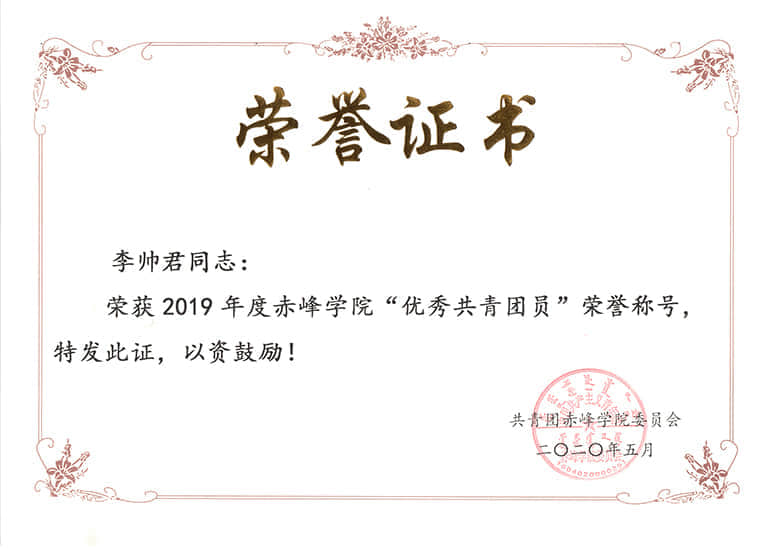 荣誉证书
李帅君同志：
荣获 2019 年度赤峰学院“优秀共青团员”荣誉称号，
特发此证，以资鼓励！
共青团赤峰学院委员会
二〇二〇年五月